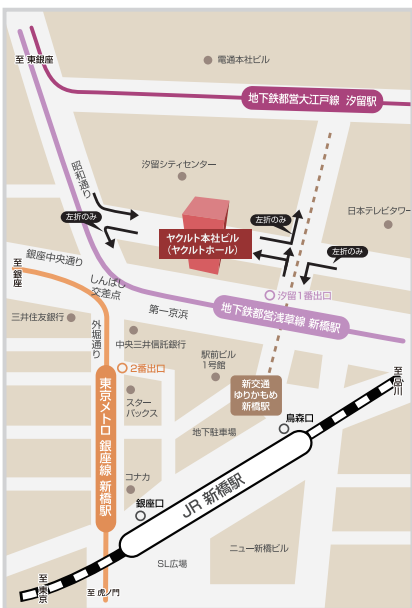 至 東銀座
電通本社ビル
地下鉄都営大江戸線 汐留駅
昭和通り
汐留シティセンター
左折のみ
左折のみ
日本テレビタワー
ヤクルト本社ビル
（ヤクルトホール）
左折のみ
銀座中央通り
至 銀座
しんばし
交差点
汐留1番出口
第一京浜
地下鉄都営浅草線 新橋駅
三井住友銀行
外堀通り
中央三井信託銀行
駅前ビル
1号館
2番出口
至 品川
東京メトロ 銀座線 新橋駅
スター
バックス
新交通
ゆりかもめ
新橋駅
烏森口
地下駐車場
コナカ
JR 新橋駅
銀座口
ニュー新橋ビル
SL広場
至 東京
至 虎ノ門